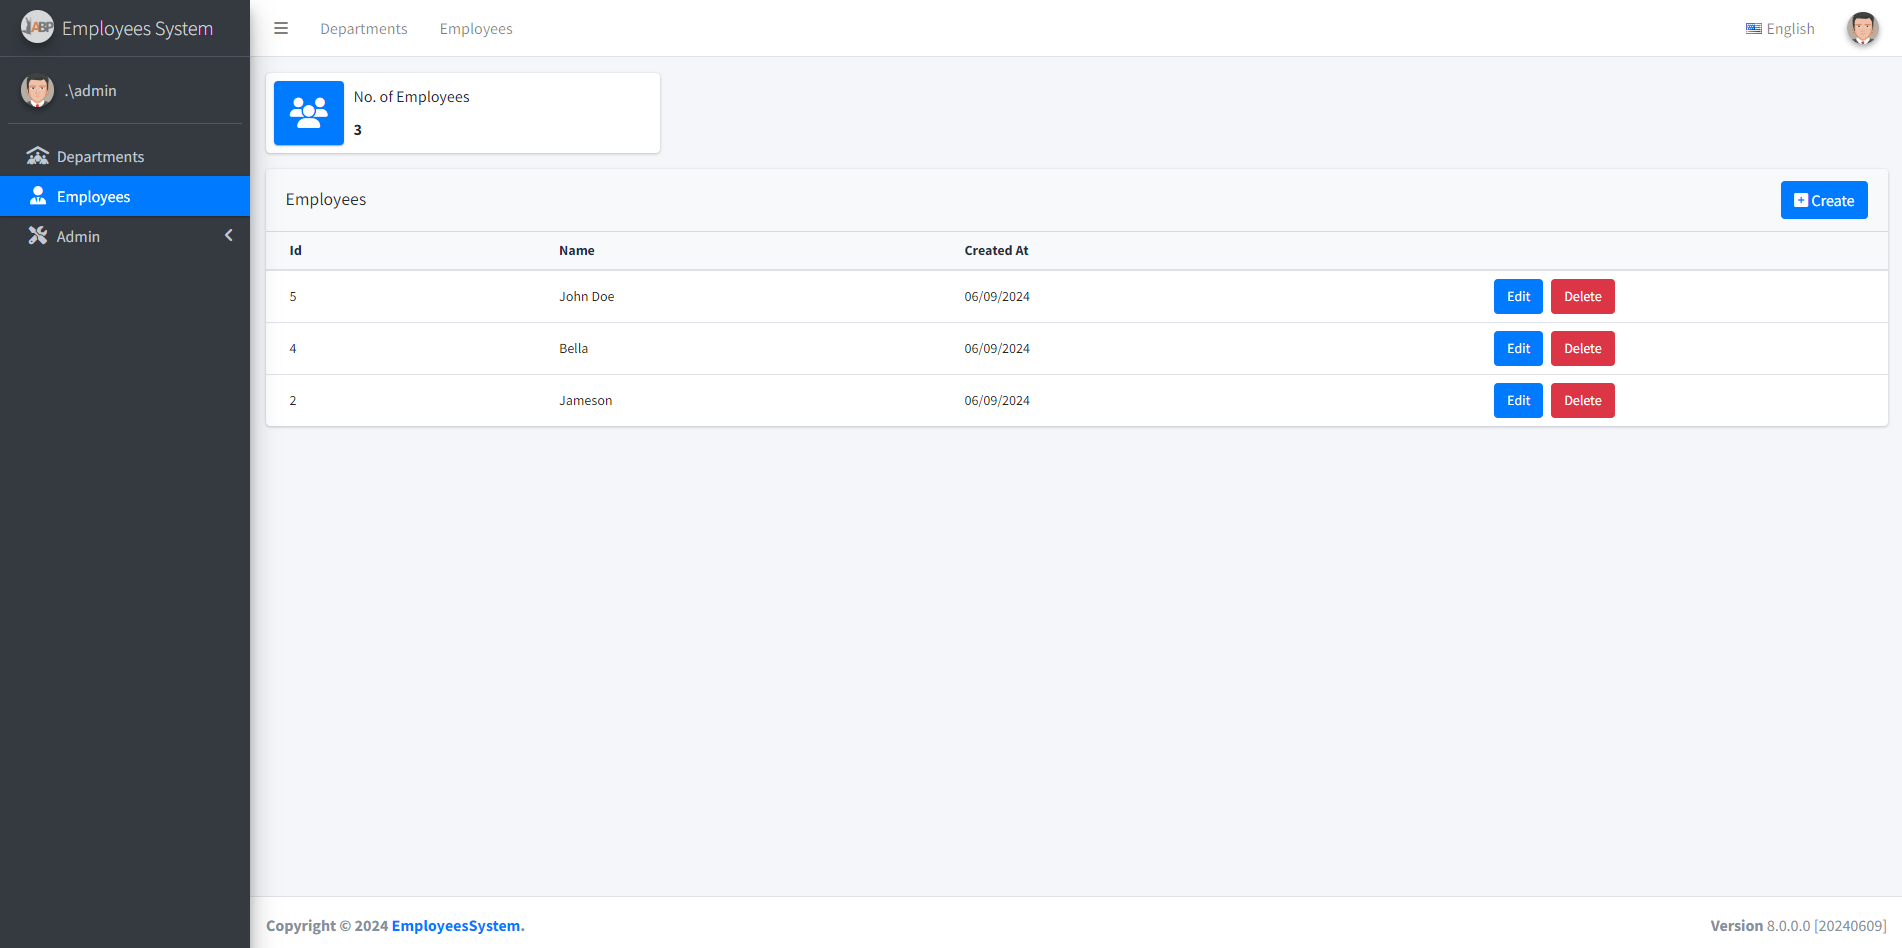 ABP Employees System
Departments Employees
English
.\admin
Departments
Employees
Admin
No. of Employees
3
Employees
Create
Id Name Created At
5 John Doe 06/09/2024 Edit Delete
4 Bella 06/09/2024 Edit Delete
2 Jameson 06/09/2024 Edit Delete
Copyright © 2024 EmployeesSystem.
Version 8.0.0.0 [20240609]